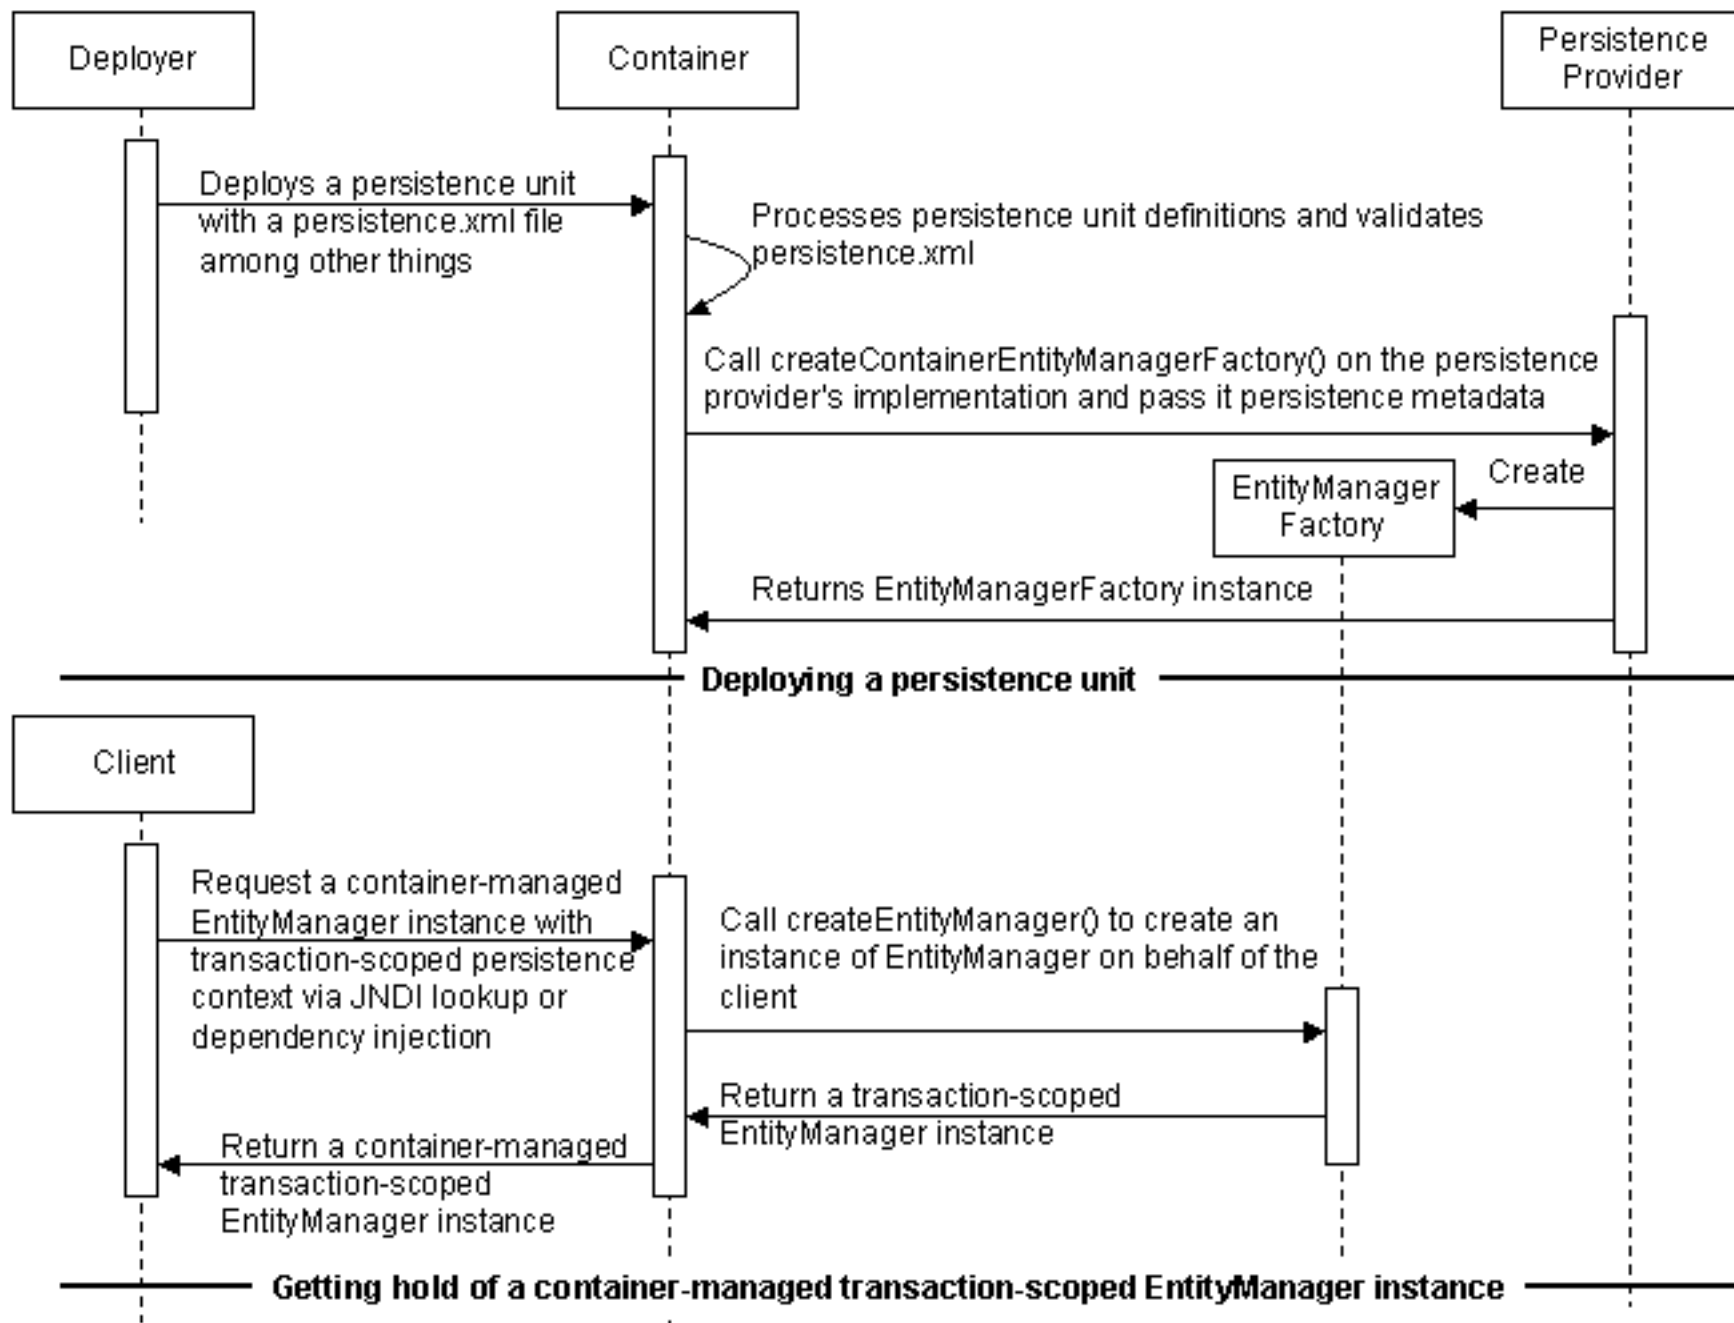 Deployer
Container
Persistence
Provider
Deploys a persistence unit
with a persistence.xml file
among other things
Processes persistence unit definitions and validates
persistence.xml
Call createContainerEntityManagerFactory() on the persistence
provider's implementation and pass it persistence metadata
Create
EntityManager
Factory
Returns EntityManagerFactory instance
Deploying a persistence unit
Client
Request a container-managed
EntityManager instance with
transaction-scoped persistence
context via JNDI lookup or
dependency injection
Call createEntityManager() to create an
instance of EntityManager on behalf of the
client
Return a transaction-scoped
EntityManager instance
Return a container-managed
transaction-scoped
EntityManager instance
Getting hold of a container-managed transaction-scoped EntityManager instance